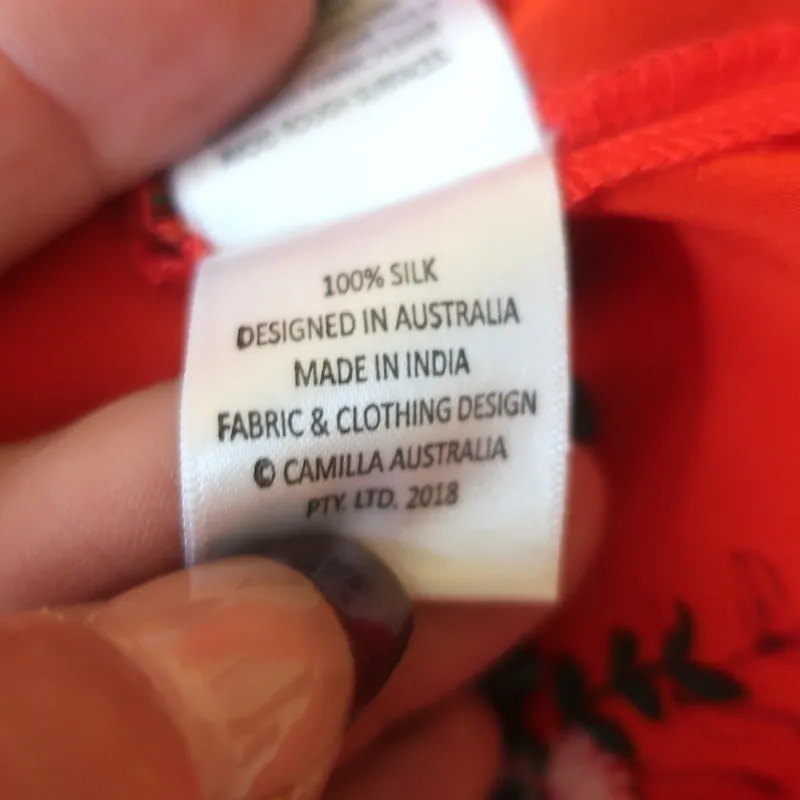 100% SILK
DESIGNED IN AUSTRALIA
MADE IN INDIA
FABRIC & CLOTHING DESIGN
© CAMILLA AUSTRALIA
PTY. LTD. 2018